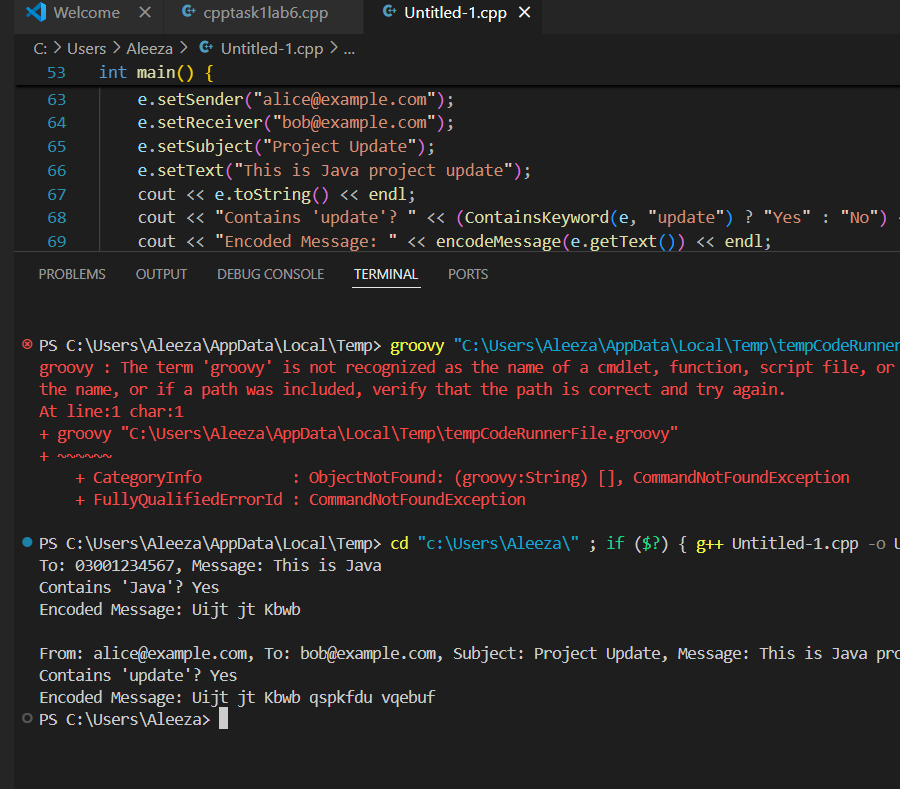 Welcome cpptask1lab6.cpp Untitled-1.cpp
C: > Users > Aleeza > Untitled-1.cpp > ...
53 int main() {
63 e.setSender("alice@example.com");
64 e.setReceiver("bob@example.com");
65 e.setSubject("Project Update");
66 e.setText("This is Java project update");
67 cout << e.toString() << endl;
68 cout << "Contains 'update'? " << (ContainsKeyword(e, "update") ? "Yes" : "No")
69 cout << "Encoded Message: " << encodeMessage(e.getText()) << endl;
PROBLEMS OUTPUT DEBUG CONSOLE TERMINAL PORTS
PS C:\Users\Aleeza\AppData\Local\Temp> groovy "C:\Users\Aleeza\AppData\Local\Temp\tempCodeRunner
groovy : The term 'groovy' is not recognized as the name of a cmdlet, function, script file, or
the name, or if a path was included, verify that the path is correct and try again.
At line:1 char:1
+ groovy "C:\Users\Aleeza\AppData\Local\Temp\tempCodeRunnerFile.groovy"
+ ~~~~~~
+ CategoryInfo : ObjectNotFound: (groovy:String) [], CommandNotFoundException
+ FullyQualifiedErrorId : CommandNotFoundException
PS C:\Users\Aleeza\AppData\Local\Temp> cd "c:\Users\Aleeza\" ; if ($?) { g++ Untitled-1.cpp -o U
To: 03001234567, Message: This is Java
Contains 'Java'? Yes
Encoded Message: Uijt jt Kbwb
From: alice@example.com, To: bob@example.com, Subject: Project Update, Message: This is Java pro
Contains 'update'? Yes
Encoded Message: Uijt jt Kbwb qspkfdu vqebuf
PS C:\Users\Aleeza>